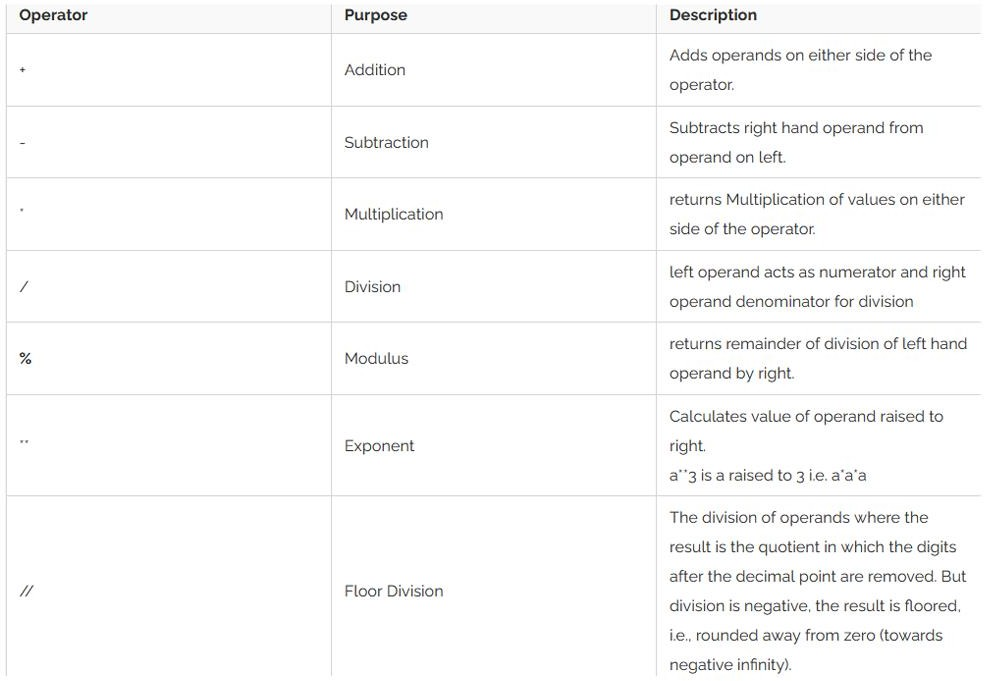 Operator Purpose Description
+ Addition Adds operands on either side of the
operator.
- Subtraction Subtracts right hand operand from
operand on left.
* Multiplication returns Multiplication of values on either
side of the operator.
/ Division left operand acts as numerator and right
operand denominator for division
% Modulus returns remainder of division of left hand
operand by right.
** Exponent Calculates value of operand raised to
right.
a**3 is a raised to 3 i.e. a*a*a
// Floor Division The division of operands where the
result is the quotient in which the digits
after the decimal point are removed. But
division is negative, the result is floored,
i.e., rounded away from zero (towards
negative infinity).